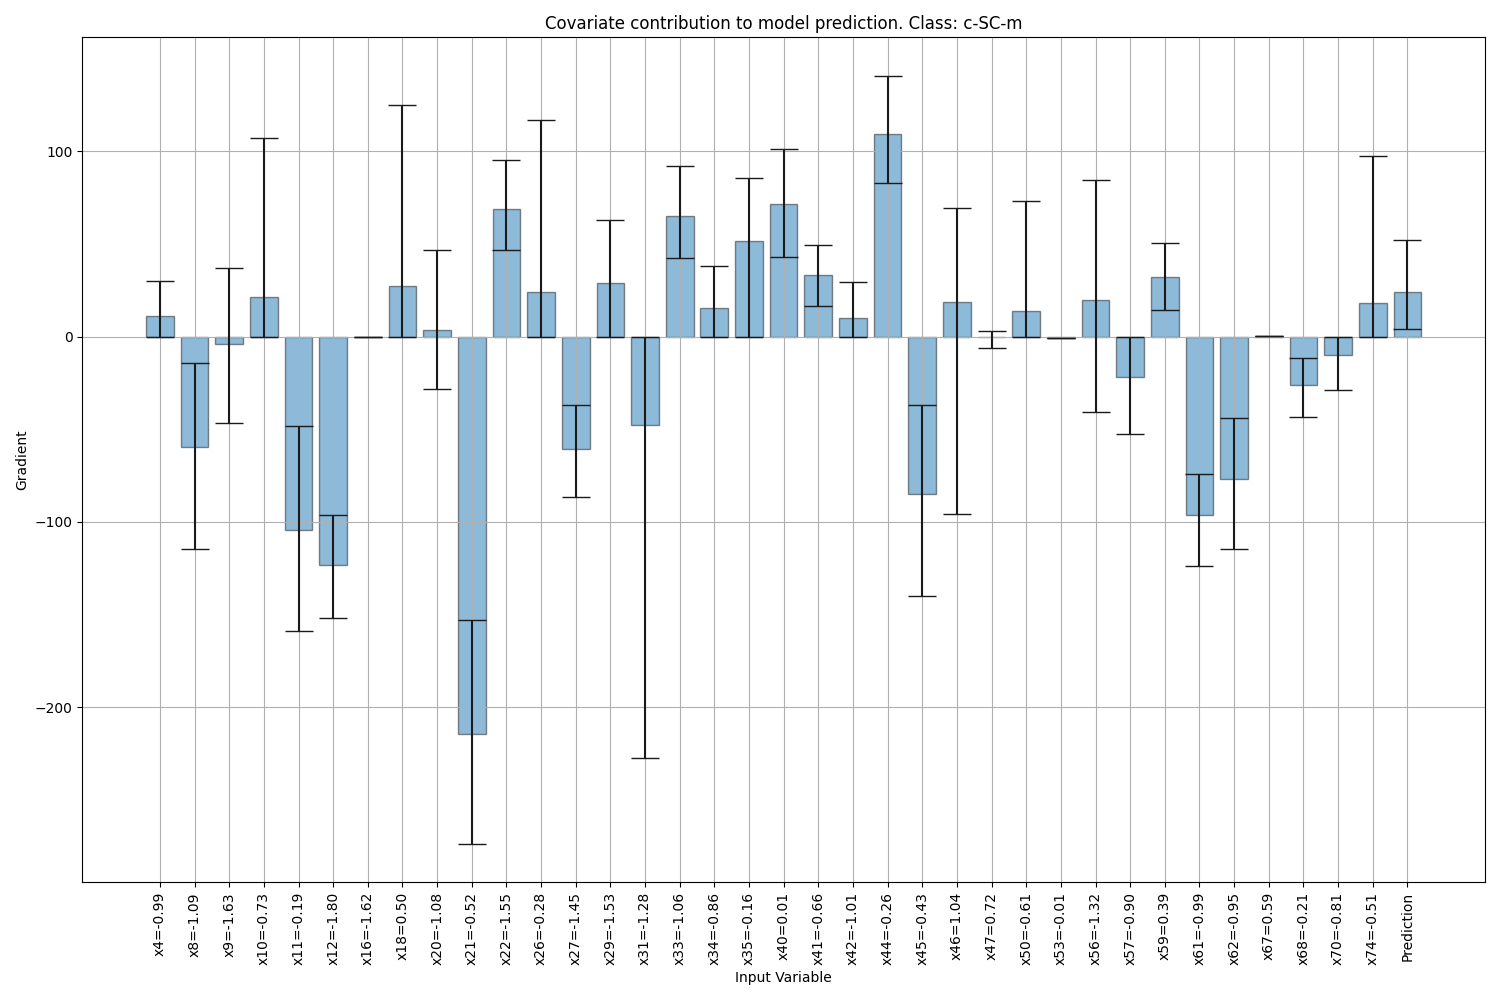 Covariate contribution to model prediction. Class: c-SC-m
100
0
−100
−200
Gradient
x4=-0.99
x8=-1.09
x9=-1.63
x10=-0.73
x11=-0.19
x12=-1.80
x16=-1.62
x18=0.50
x20=-1.08
x21=-0.52
x22=-1.55
x26=-0.28
x27=-1.45
x29=-1.53
x31=-1.28
x33=-1.06
x34=-0.86
x35=-0.16
x40=0.01
x41=-0.66
x42=-1.01
x44=-0.26
x45=-0.43
x46=1.04
x47=-0.72
x50=-0.61
x53=-0.01
x56=-1.32
x57=-0.90
x59=0.39
x61=-0.99
x62=-0.95
x67=-0.59
x68=-0.21
x70=-0.81
x74=-0.51
Prediction
Input Variable